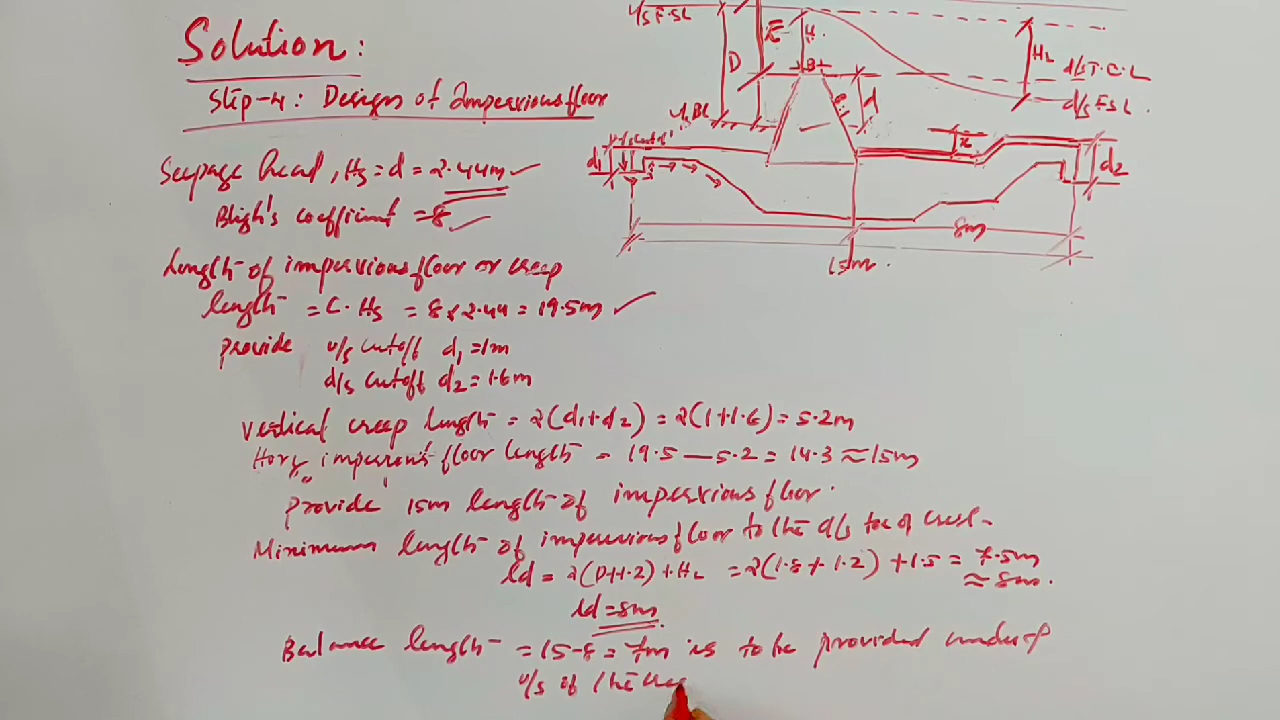 Solution:
Step-4: Design of Impervious floor
Seepage head, Hs = d = 2.44m
Bligh's coefficient = 8
Length of impervious floor or creep
length = C. Hs = 8 x 2.44 = 19.5m
provide u/s cutoff d1 = 1m
d/s cutoff d2 = 1.6m
Vertical creep length = 2(d1+d2) = 2(1+1.6) = 5.2m
Horz impervious floor length = 19.5 — 5.2 = 14.3 ≈ 15m
provide 15m length of impervious floor.
Minimum length of impervious floor to the d/s toe of crest-
ld = 2(D+1.2) + HL = 2(1.8+1.2) + 1.5 = 7.5m
≈ 8m.
ld = 8m
Balance length = 15-8 = 7m is to be provided under
u/s of the
u/s F.S.L
H
HL
D
B
d/s T.E.L
d/s F.S.L.
u/s BL
d
d1
x
d2
8m
15m